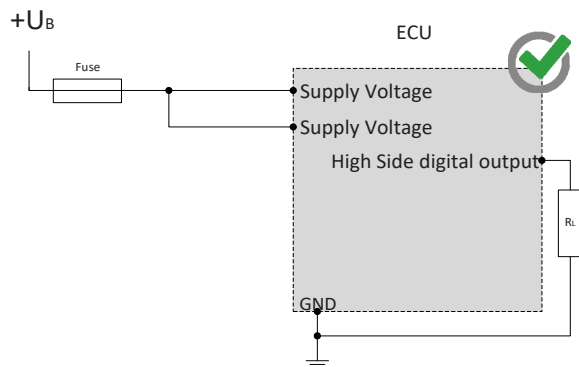 +UB
ECU
Fuse
Supply Voltage
Supply Voltage
High Side digital output
RL
GND